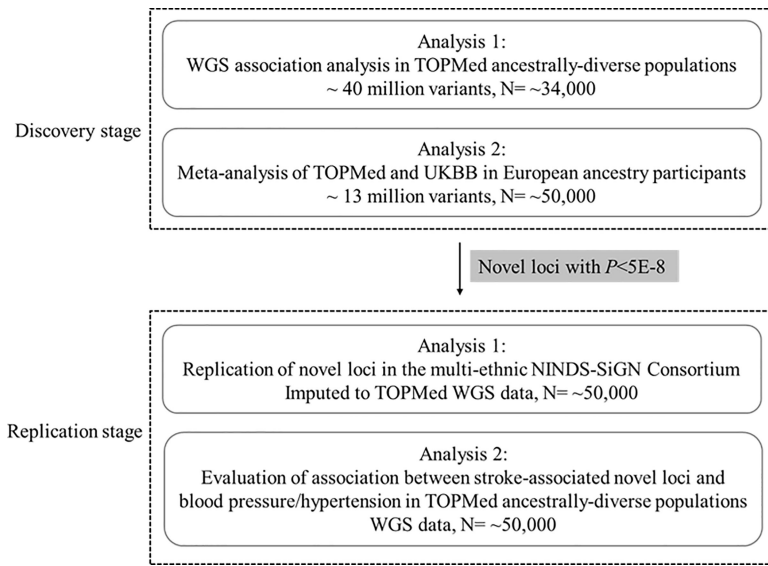 Discovery stage
Analysis 1:
WGS association analysis in TOPMed ancestrally-diverse populations
~ 40 million variants, N= ~34,000
Analysis 2:
Meta-analysis of TOPMed and UKBB in European ancestry participants
~ 13 million variants, N= ~50,000
Novel loci with P<5E-8
Replication stage
Analysis 1:
Replication of novel loci in the multi-ethnic NINDS-SiGN Consortium
Imputed to TOPMed WGS data, N= ~50,000
Analysis 2:
Evaluation of association between stroke-associated novel loci and
blood pressure/hypertension in TOPMed ancestrally-diverse populations
WGS data, N= ~50,000